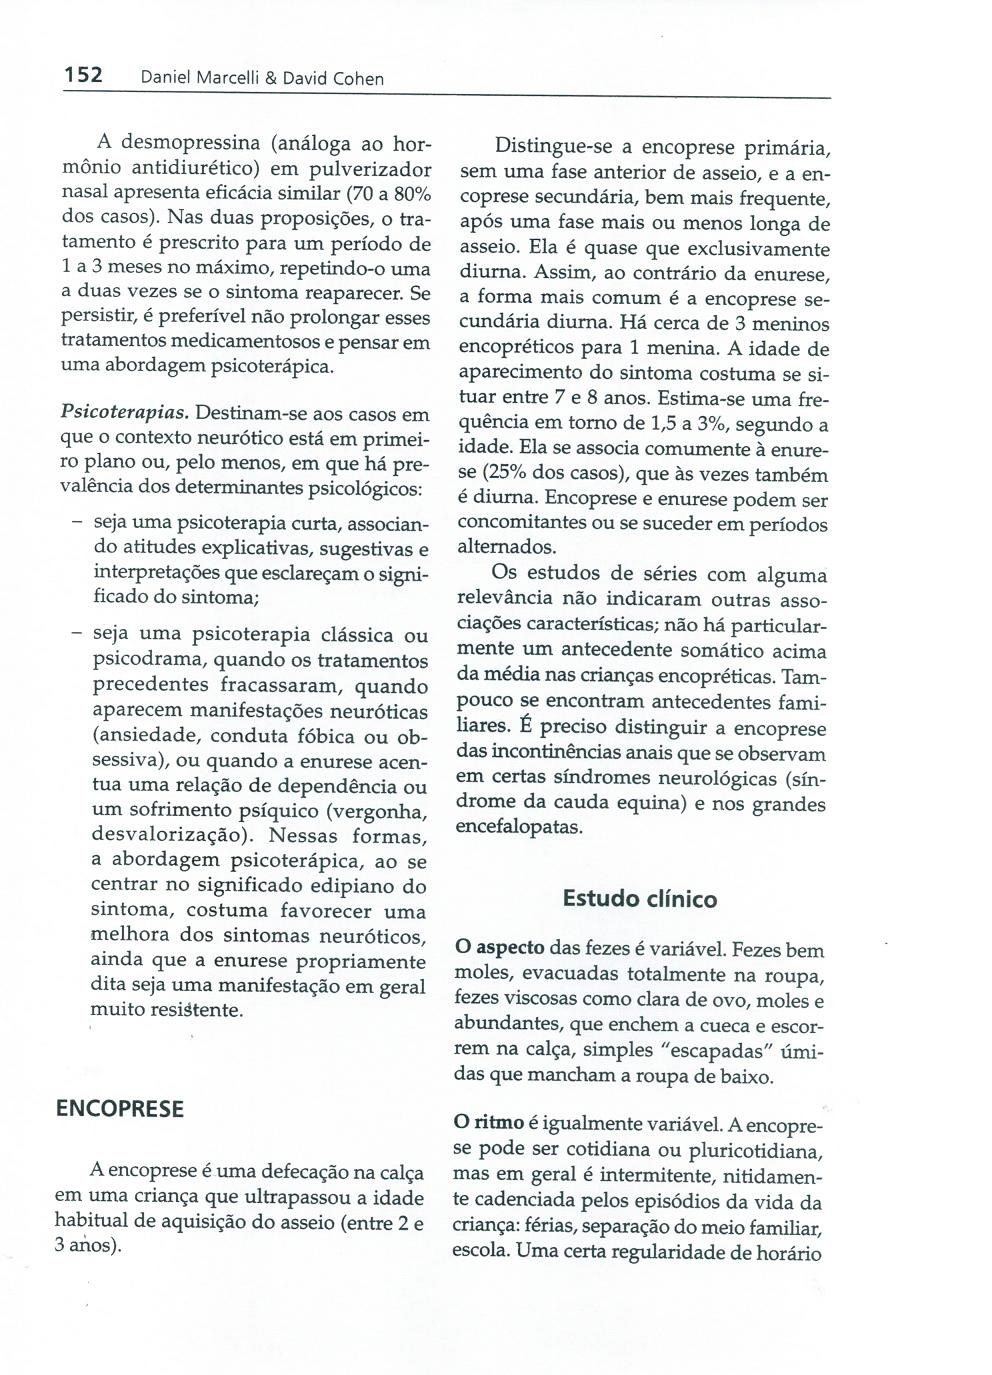 152 Daniel Marcelli & David Cohen
A desmopressina (análoga ao hor-
mônio antidiurético) em pulverizador
nasal apresenta eficácia similar (70 a 80%
dos casos). Nas duas proposições, o tra-
tamento é prescrito para um período de
1 a 3 meses no máximo, repetindo-o uma
a duas vezes se o sintoma reaparecer. Se
persistir, é preferível não prolongar esses
tratamentos medicamentosos e pensar em
uma abordagem psicoterápica.
Psicoterapias. Destinam-se aos casos em
que o contexto neurótico está em primei-
ro plano ou, pelo menos, em que há pre-
valência dos determinantes psicológicos:
– seja uma psicoterapia curta, associan-
do atitudes explicativas, sugestivas e
interpretações que esclareçam o signi-
ficado do sintoma;
– seja uma psicoterapia clássica ou
psicodrama, quando os tratamentos
precedentes fracassaram, quando
aparecem manifestações neuróticas
(ansiedade, conduta fóbica ou ob-
sessiva), ou quando a enurese acen-
tua uma relação de dependência ou
um sofrimento psíquico (vergonha,
desvalorização). Nessas formas,
a abordagem psicoterápica, ao se
centrar no significado edipiano do
sintoma, costuma favorecer uma
melhora dos sintomas neuróticos,
ainda que a enurese propriamente
dita seja uma manifestação em geral
muito resistente.
ENCOPRESE
A encoprese é uma defecação na calça
em uma criança que ultrapassou a idade
habitual de aquisição do asseio (entre 2 e
3 anos).
Distingue-se a encoprese primária,
sem uma fase anterior de asseio, e a en-
coprese secundária, bem mais frequente,
após uma fase mais ou menos longa de
asseio. Ela é quase que exclusivamente
diurna. Assim, ao contrário da enurese,
a forma mais comum é a encoprese se-
cundária diurna. Há cerca de 3 meninos
encopréticos para 1 menina. A idade de
aparecimento do sintoma costuma se si-
tuar entre 7 e 8 anos. Estima-se uma fre-
quência em torno de 1,5 a 3%, segundo a
idade. Ela se associa comumente à enure-
se (25% dos casos), que às vezes também
é diurna. Encoprese e enurese podem ser
concomitantes ou se suceder em períodos
alternados.
Os estudos de séries com alguma
relevância não indicaram outras asso-
ciações características; não há particular-
mente um antecedente somático acima
da média nas crianças encopréticas. Tam-
pouco se encontram antecedentes fami-
liares. É preciso distinguir a encoprese
das incontinências anais que se observam
em certas síndromes neurológicas (sín-
drome da cauda equina) e nos grandes
encefalopatas.
Estudo clínico
O aspecto das fezes é variável. Fezes bem
moles, evacuadas totalmente na roupa,
fezes viscosas como clara de ovo, moles e
abundantes, que enchem a cueca e escor-
rem na calça, simples "escapadas" úmi-
das que mancham a roupa de baixo.
O ritmo é igualmente variável. A encopre-
se pode ser cotidiana ou pluricotidiana,
mas em geral é intermitente, nitidamen-
te cadenciada pelos episódios da vida da
criança: férias, separação do meio familiar,
escola. Uma certa regularidade de horário